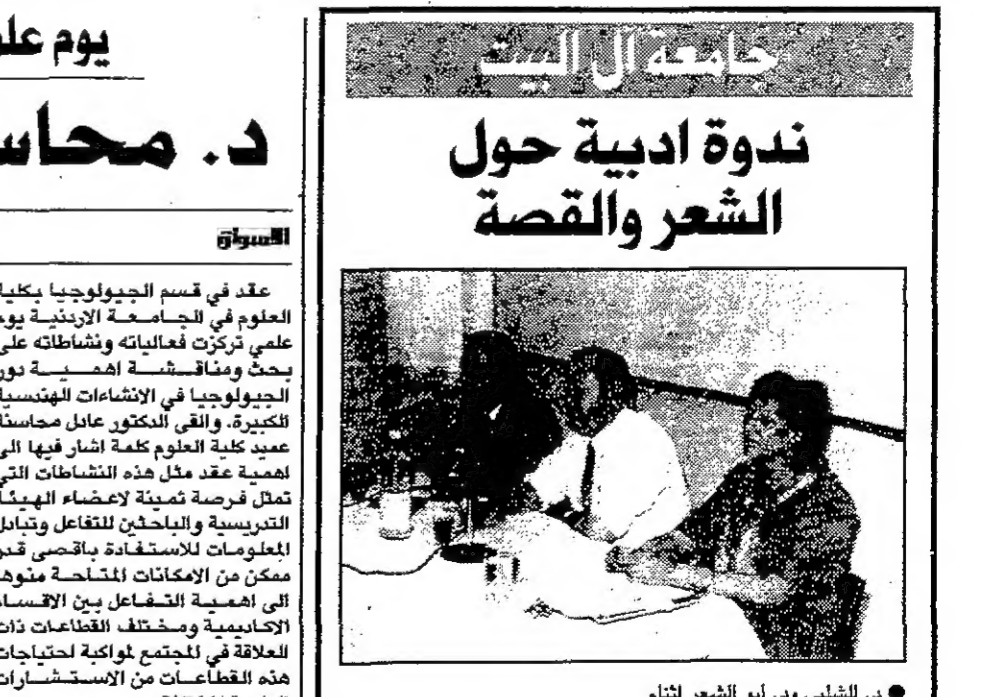 جامعة آل البيت
ندوة ادبية حول
الشعر والقصة
يوم
د. محاس
الاسواق
عقد في قسم الجيولوجيا بكلية
العلوم في الجامعة الاردنية يوم
علمي تركزت فعالياته ونشاطاته على
بحث ومناقشة اهمية دور
الجيولوجيا في الانشاءات الهندسية
الكبيرة، والقى الدكتور عادل محاسنة
عميد كلية العلوم كلمة اشار فيها الى
اهمية عقد مثل هذه النشاطات التي
تمثل فرصة ثمينة لاعضاء الهيئة
التدريسية والباحثين للتفاعل وتبادل
المعلومات للاستفادة باقصى قدر
ممكن من الامكانات المتاحة منوها
الى اهمية التفاعل بين الاقسام
الاكاديمية ومختلف القطاعات ذات
العلاقة في المجتمع لمواكبة احتياجات
هذه القطاعات من الاستشارات